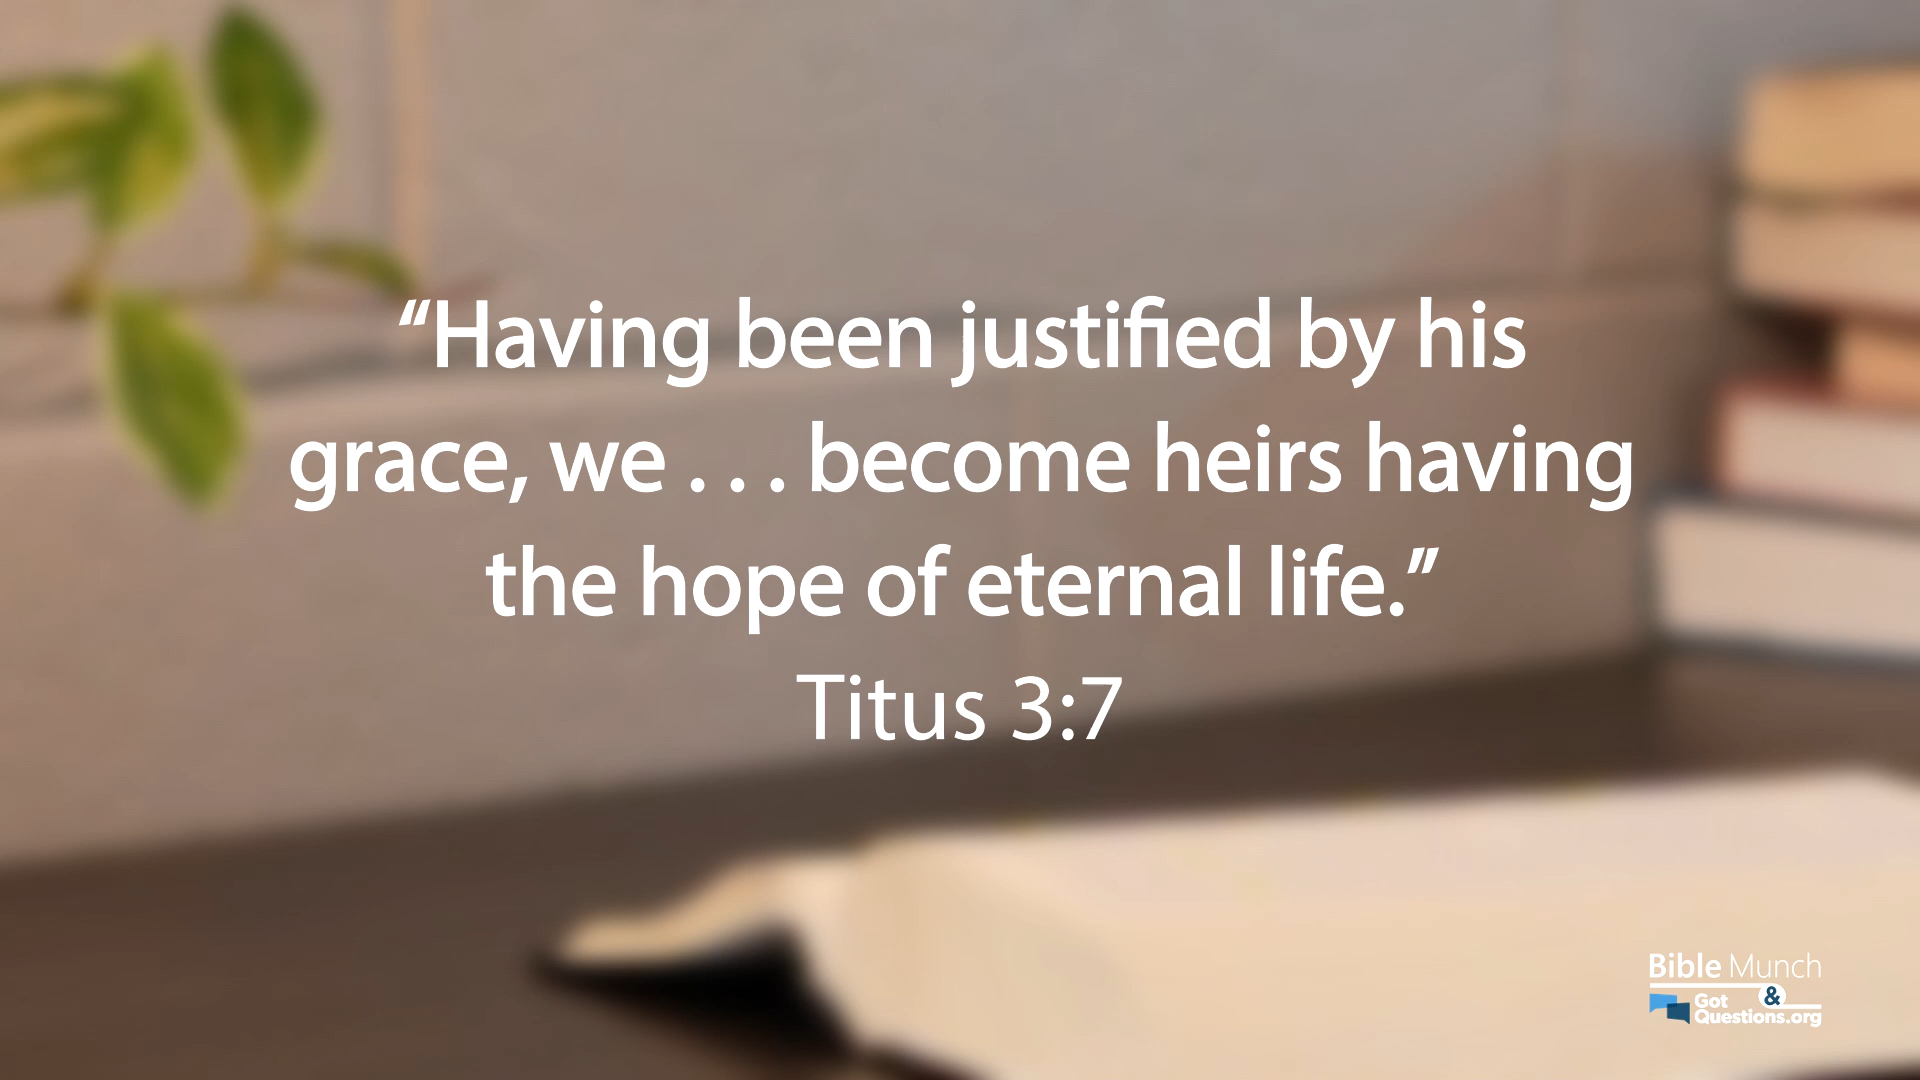 “Having been justified by his
grace, we . . . become heirs having
the hope of eternal life.”
Titus 3:7
Bible Munch
&
Got
Questions.org